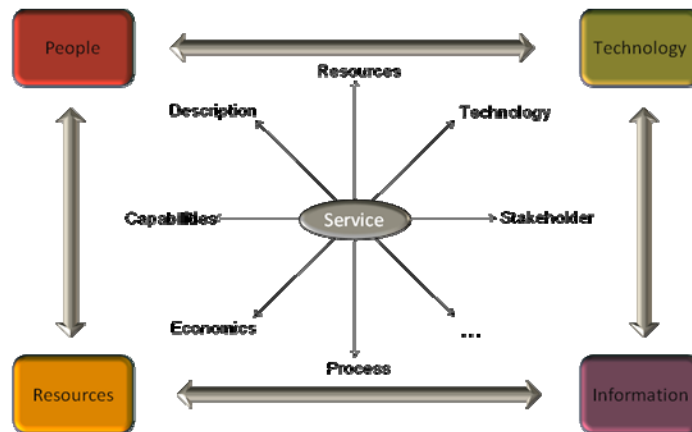 People
Technology
Resources
Description
Technology
Capabilities
Service
Stakeholder
Economics
...
Process
Resources
Information